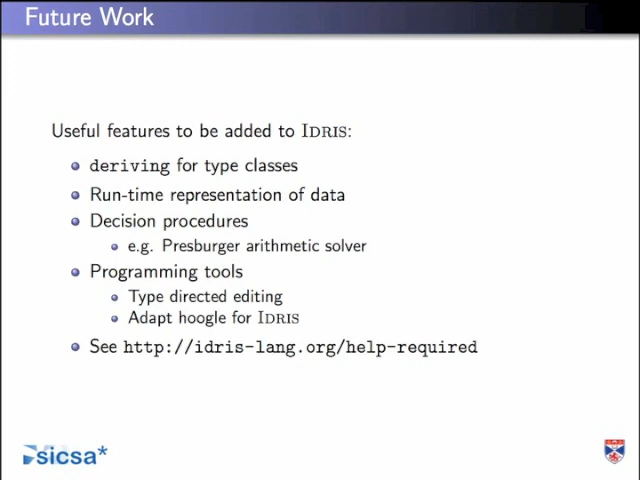 Future Work
Useful features to be added to IDRIS:
deriving for type classes
Run-time representation of data
Decision procedures
e.g. Presburger arithmetic solver
Programming tools
Type directed editing
Adapt hoogle for IDRIS
See http://idris-lang.org/help-required
sicsa*